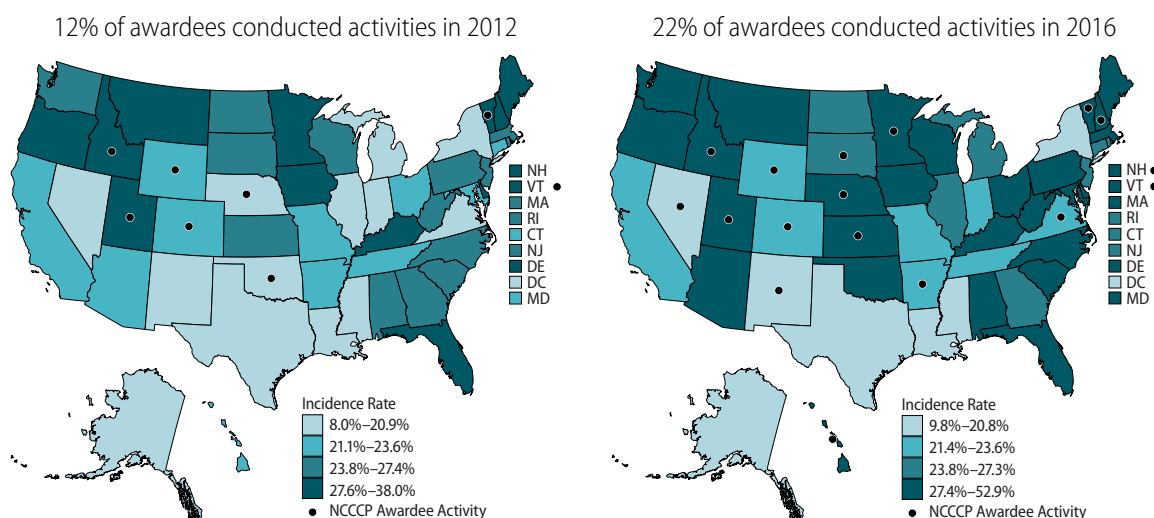 12% of awardees conducted activities in 2012
NH
VT
MA
RI
CT
NJ
DE
DC
MD
Incidence Rate
8.0%–20.9%
21.1%–23.6%
23.8%–27.4%
27.6%–38.0%
NCCCP Awardee Activity
22% of awardees conducted activities in 2016
NH
VT
MA
RI
CT
NJ
DE
DC
MD
Incidence Rate
9.8%–20.8%
21.4%–23.6%
23.8%–27.3%
27.4%–52.9%
NCCCP Awardee Activity